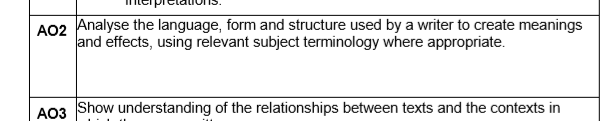 interpretations.
AO2 Analyse the language, form and structure used by a writer to create meanings
and effects, using relevant subject terminology where appropriate.
AO3 Show understanding of the relationships between texts and the contexts in